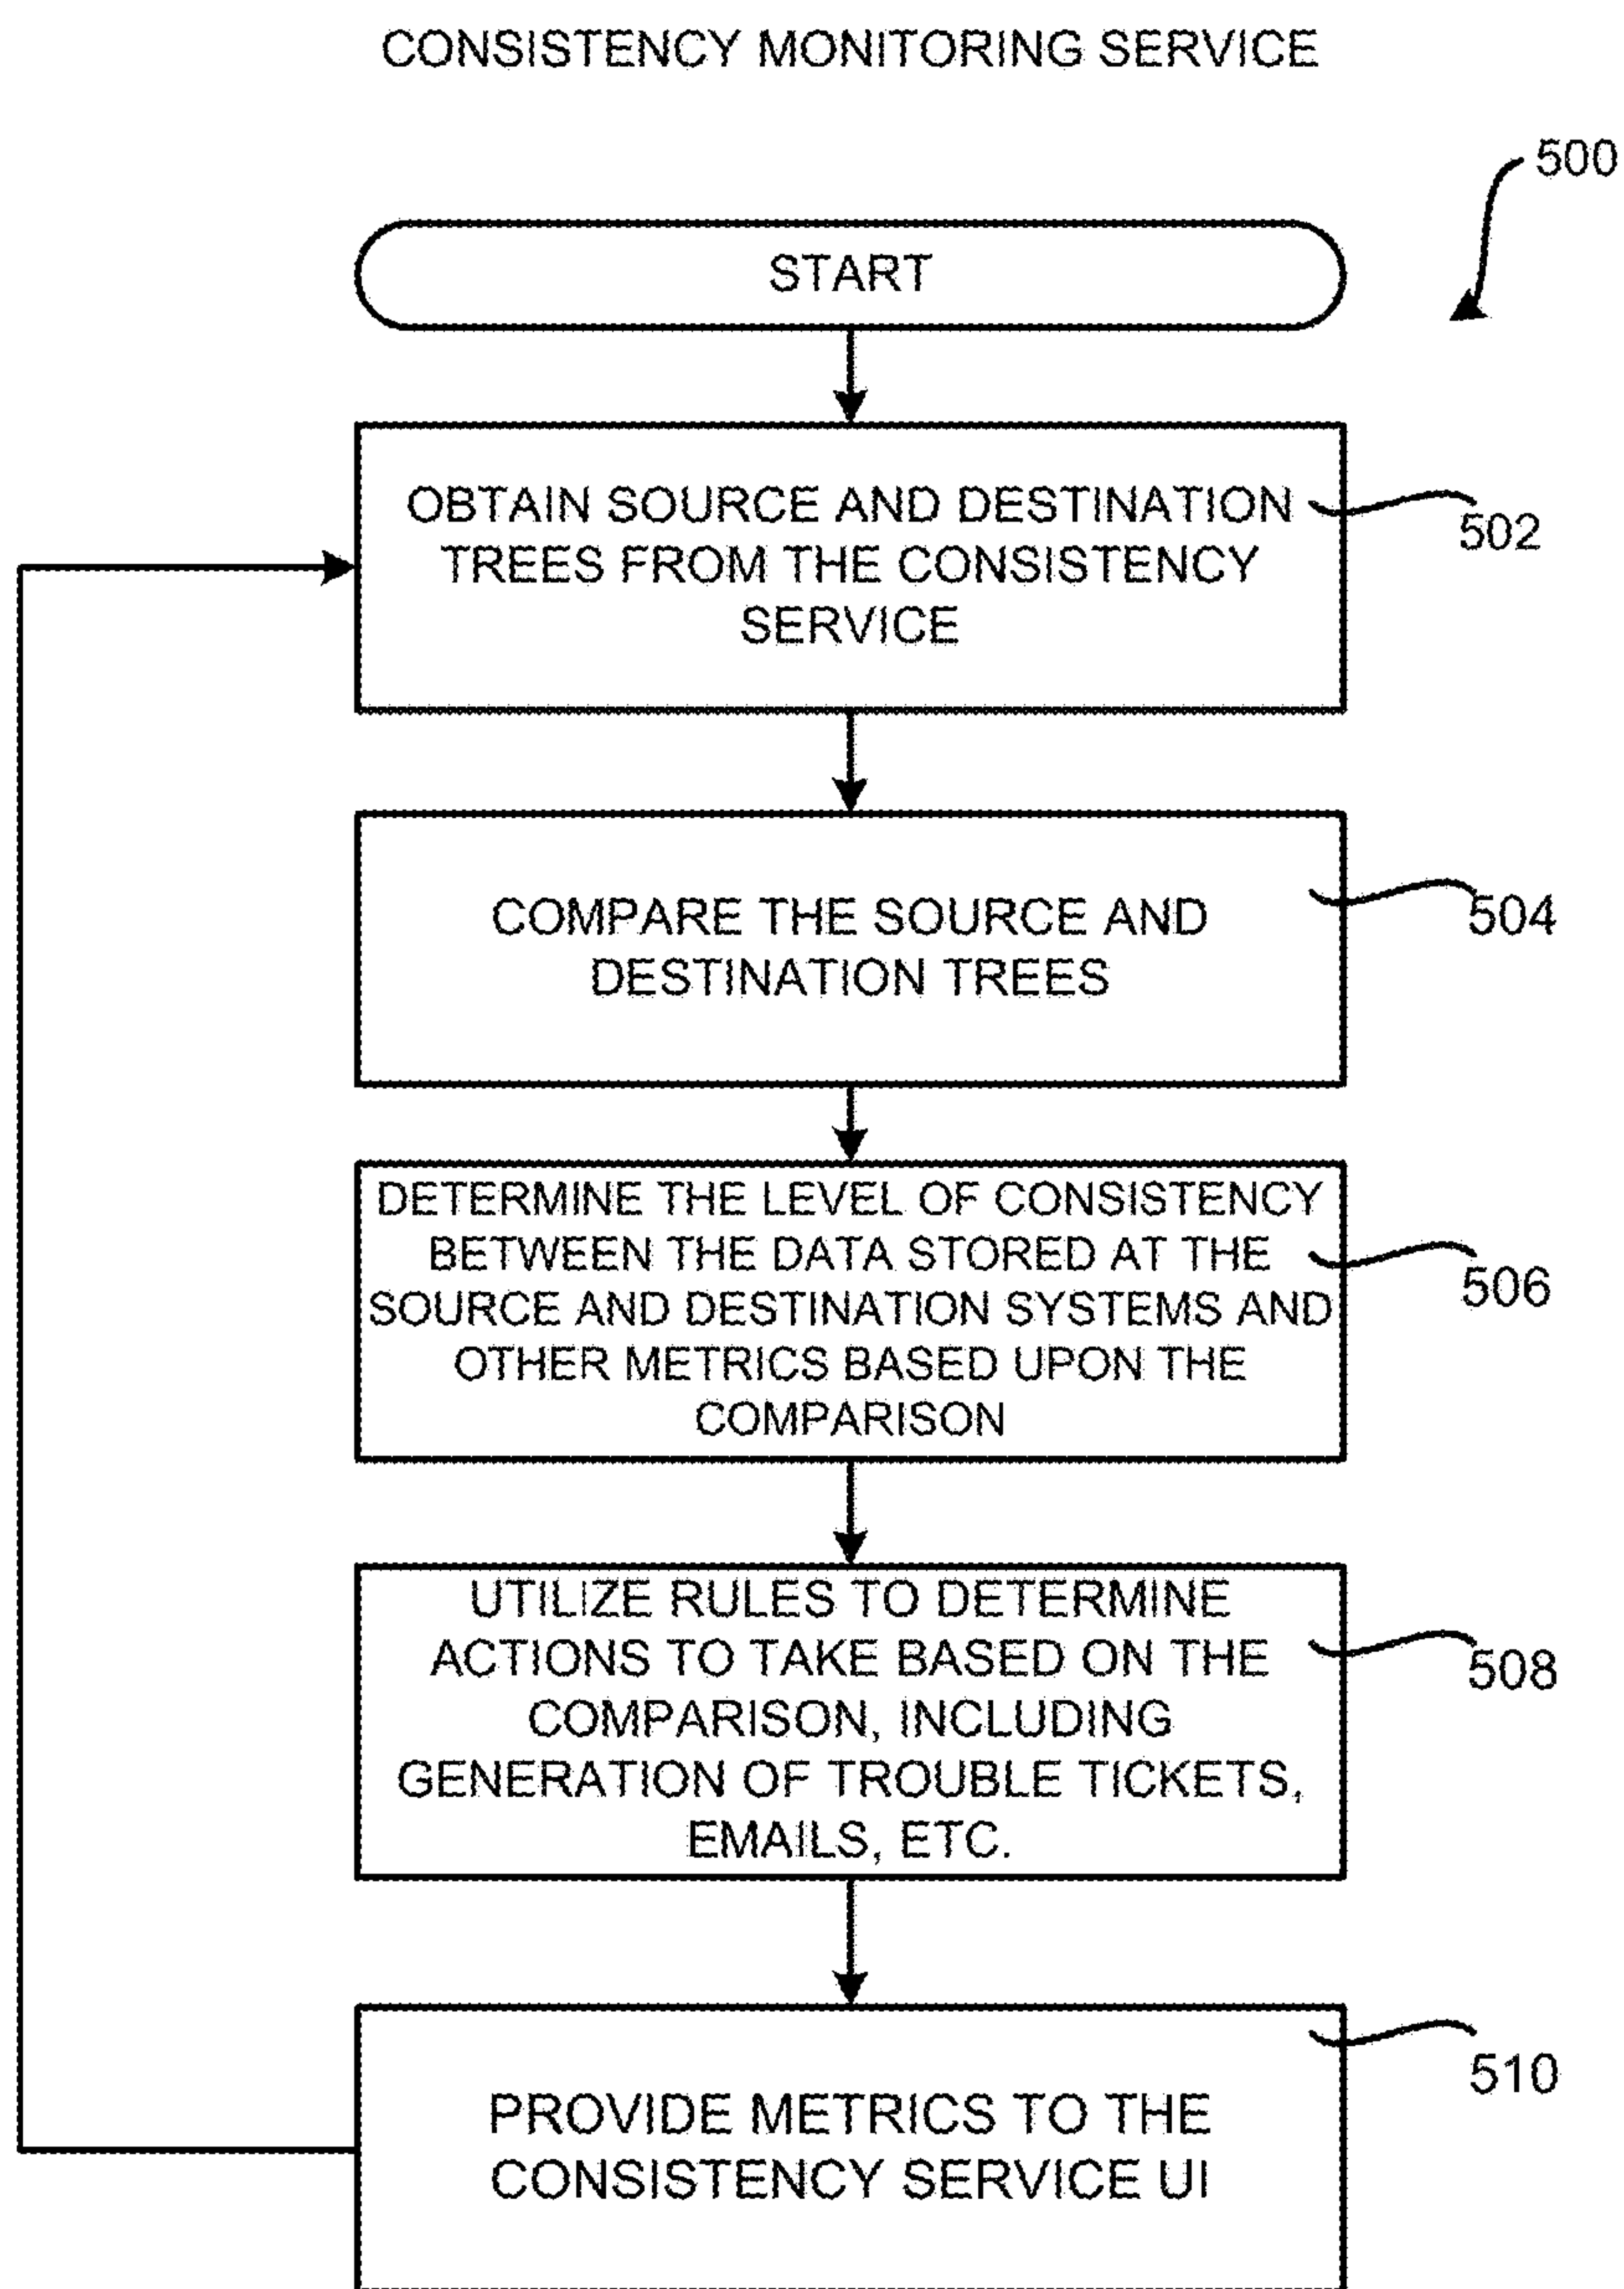 CONSISTENCY MONITORING SERVICE
500
START
OBTAIN SOURCE AND DESTINATION
TREES FROM THE CONSISTENCY
SERVICE
502
COMPARE THE SOURCE AND
DESTINATION TREES
504
DETERMINE THE LEVEL OF CONSISTENCY
BETWEEN THE DATA STORED AT THE
SOURCE AND DESTINATION SYSTEMS AND
OTHER METRICS BASED UPON THE
COMPARISON
506
UTILIZE RULES TO DETERMINE
ACTIONS TO TAKE BASED ON THE
COMPARISON, INCLUDING
GENERATION OF TROUBLE TICKETS,
EMAILS, ETC.
508
PROVIDE METRICS TO THE
CONSISTENCY SERVICE UI
510